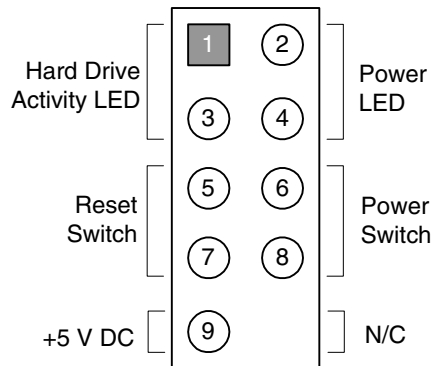 1
2
Hard Drive
Activity LED
Power
LED
3
4
5
6
Reset
Switch
Power
Switch
7
8
+5 V DC
9
N/C